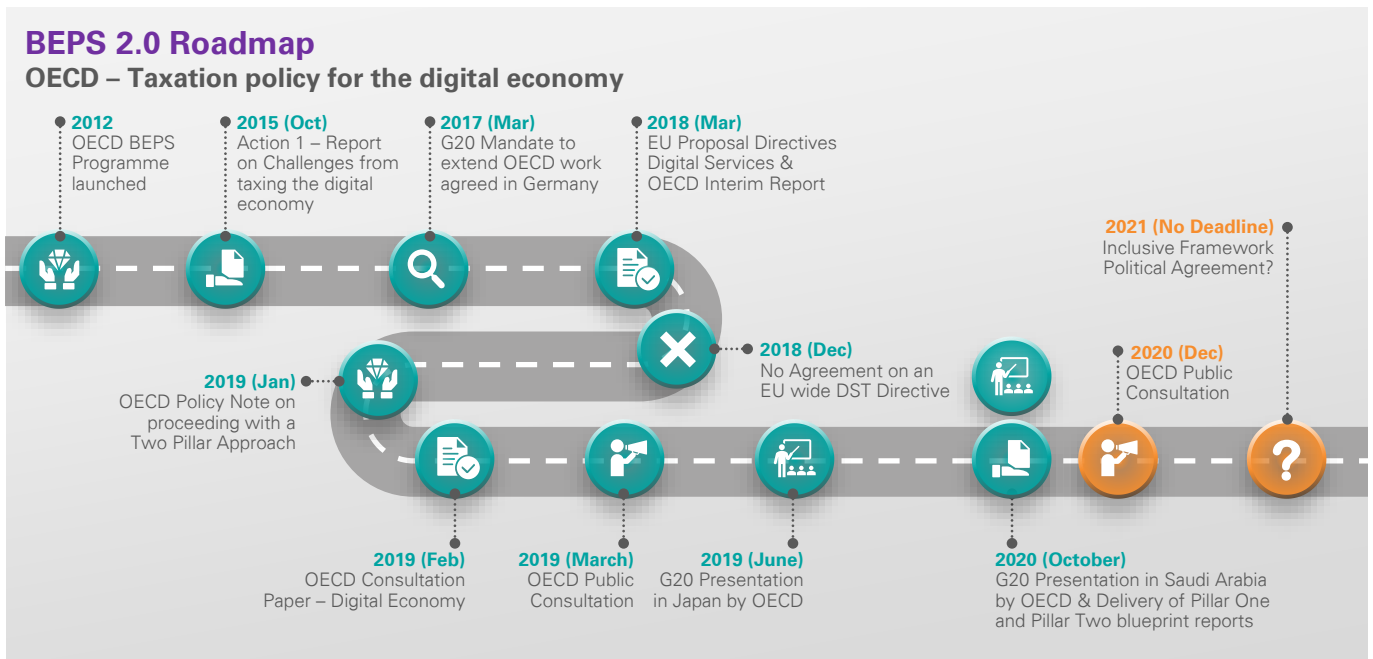 BEPS 2.0 Roadmap
OECD – Taxation policy for the digital economy
2012
OECD BEPS
Programme
launched
2015 (Oct)
Action 1 – Report
on Challenges from
taxing the digital
economy
2017 (Mar)
G20 Mandate to
extend OECD work
agreed in Germany
2018 (Mar)
EU Proposal Directives
Digital Services &
OECD Interim Report
2018 (Dec)
No Agreement on an
EU wide DST Directive
2019 (Jan)
OECD Policy Note on
proceeding with a
Two Pillar Approach
2019 (Feb)
OECD Consultation
Paper – Digital Economy
2019 (March)
OECD Public
Consultation
2019 (June)
G20 Presentation
in Japan by OECD
2020 (October)
G20 Presentation in Saudi Arabia
by OECD & Delivery of Pillar One
and Pillar Two blueprint reports
2020 (Dec)
OECD Public
Consultation
2021 (No Deadline)
Inclusive Framework
Political Agreement?
?